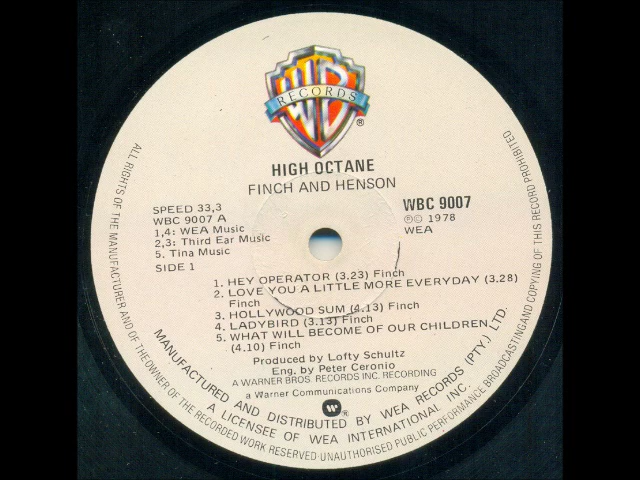 WB
RECORDS
®
HIGH OCTANE
FINCH AND HENSON
SPEED 33,3
WBC 9007 A
1,4: WEA Music
2,3: Third Ear Music
5. Tina Music
SIDE 1
WBC 9007
℗© 1978
WEA
1. HEY OPERATOR (3.23) Finch
2. LOVE YOU A LITTLE MORE EVERYDAY (3.28)
Finch
3. HOLLYWOOD SUM (4.13) Finch
4. LADYBIRD (3.13) Finch
5. WHAT WILL BECOME OF OUR CHILDREN
(4.10) Finch
Produced by Lofty Schultz
Eng. by Peter Ceronio
A WARNER BROS. RECORDS INC. RECORDING
a Warner Communications Company
W®
MANUFACTURED AND DISTRIBUTED BY WEA RECORDS (PTY.) LTD.
A LICENSEE OF WEA INTERNATIONAL INC.
ALL RIGHTS OF THE MANUFACTURER AND OF THE OWNER OF THE RECORDED WORK RESERVED·UNAUTHORISED PUBLIC PERFORMANCE BROADCASTING AND COPYING OF THIS RECORD PROHIBITED